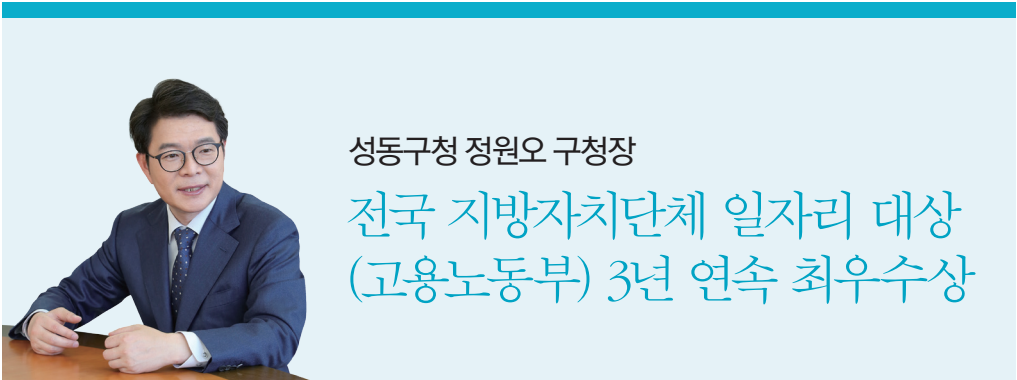 성동구청 정원오 구청장
전국 지방자치단체 일자리 대상
(고용노동부) 3년 연속 최우수상